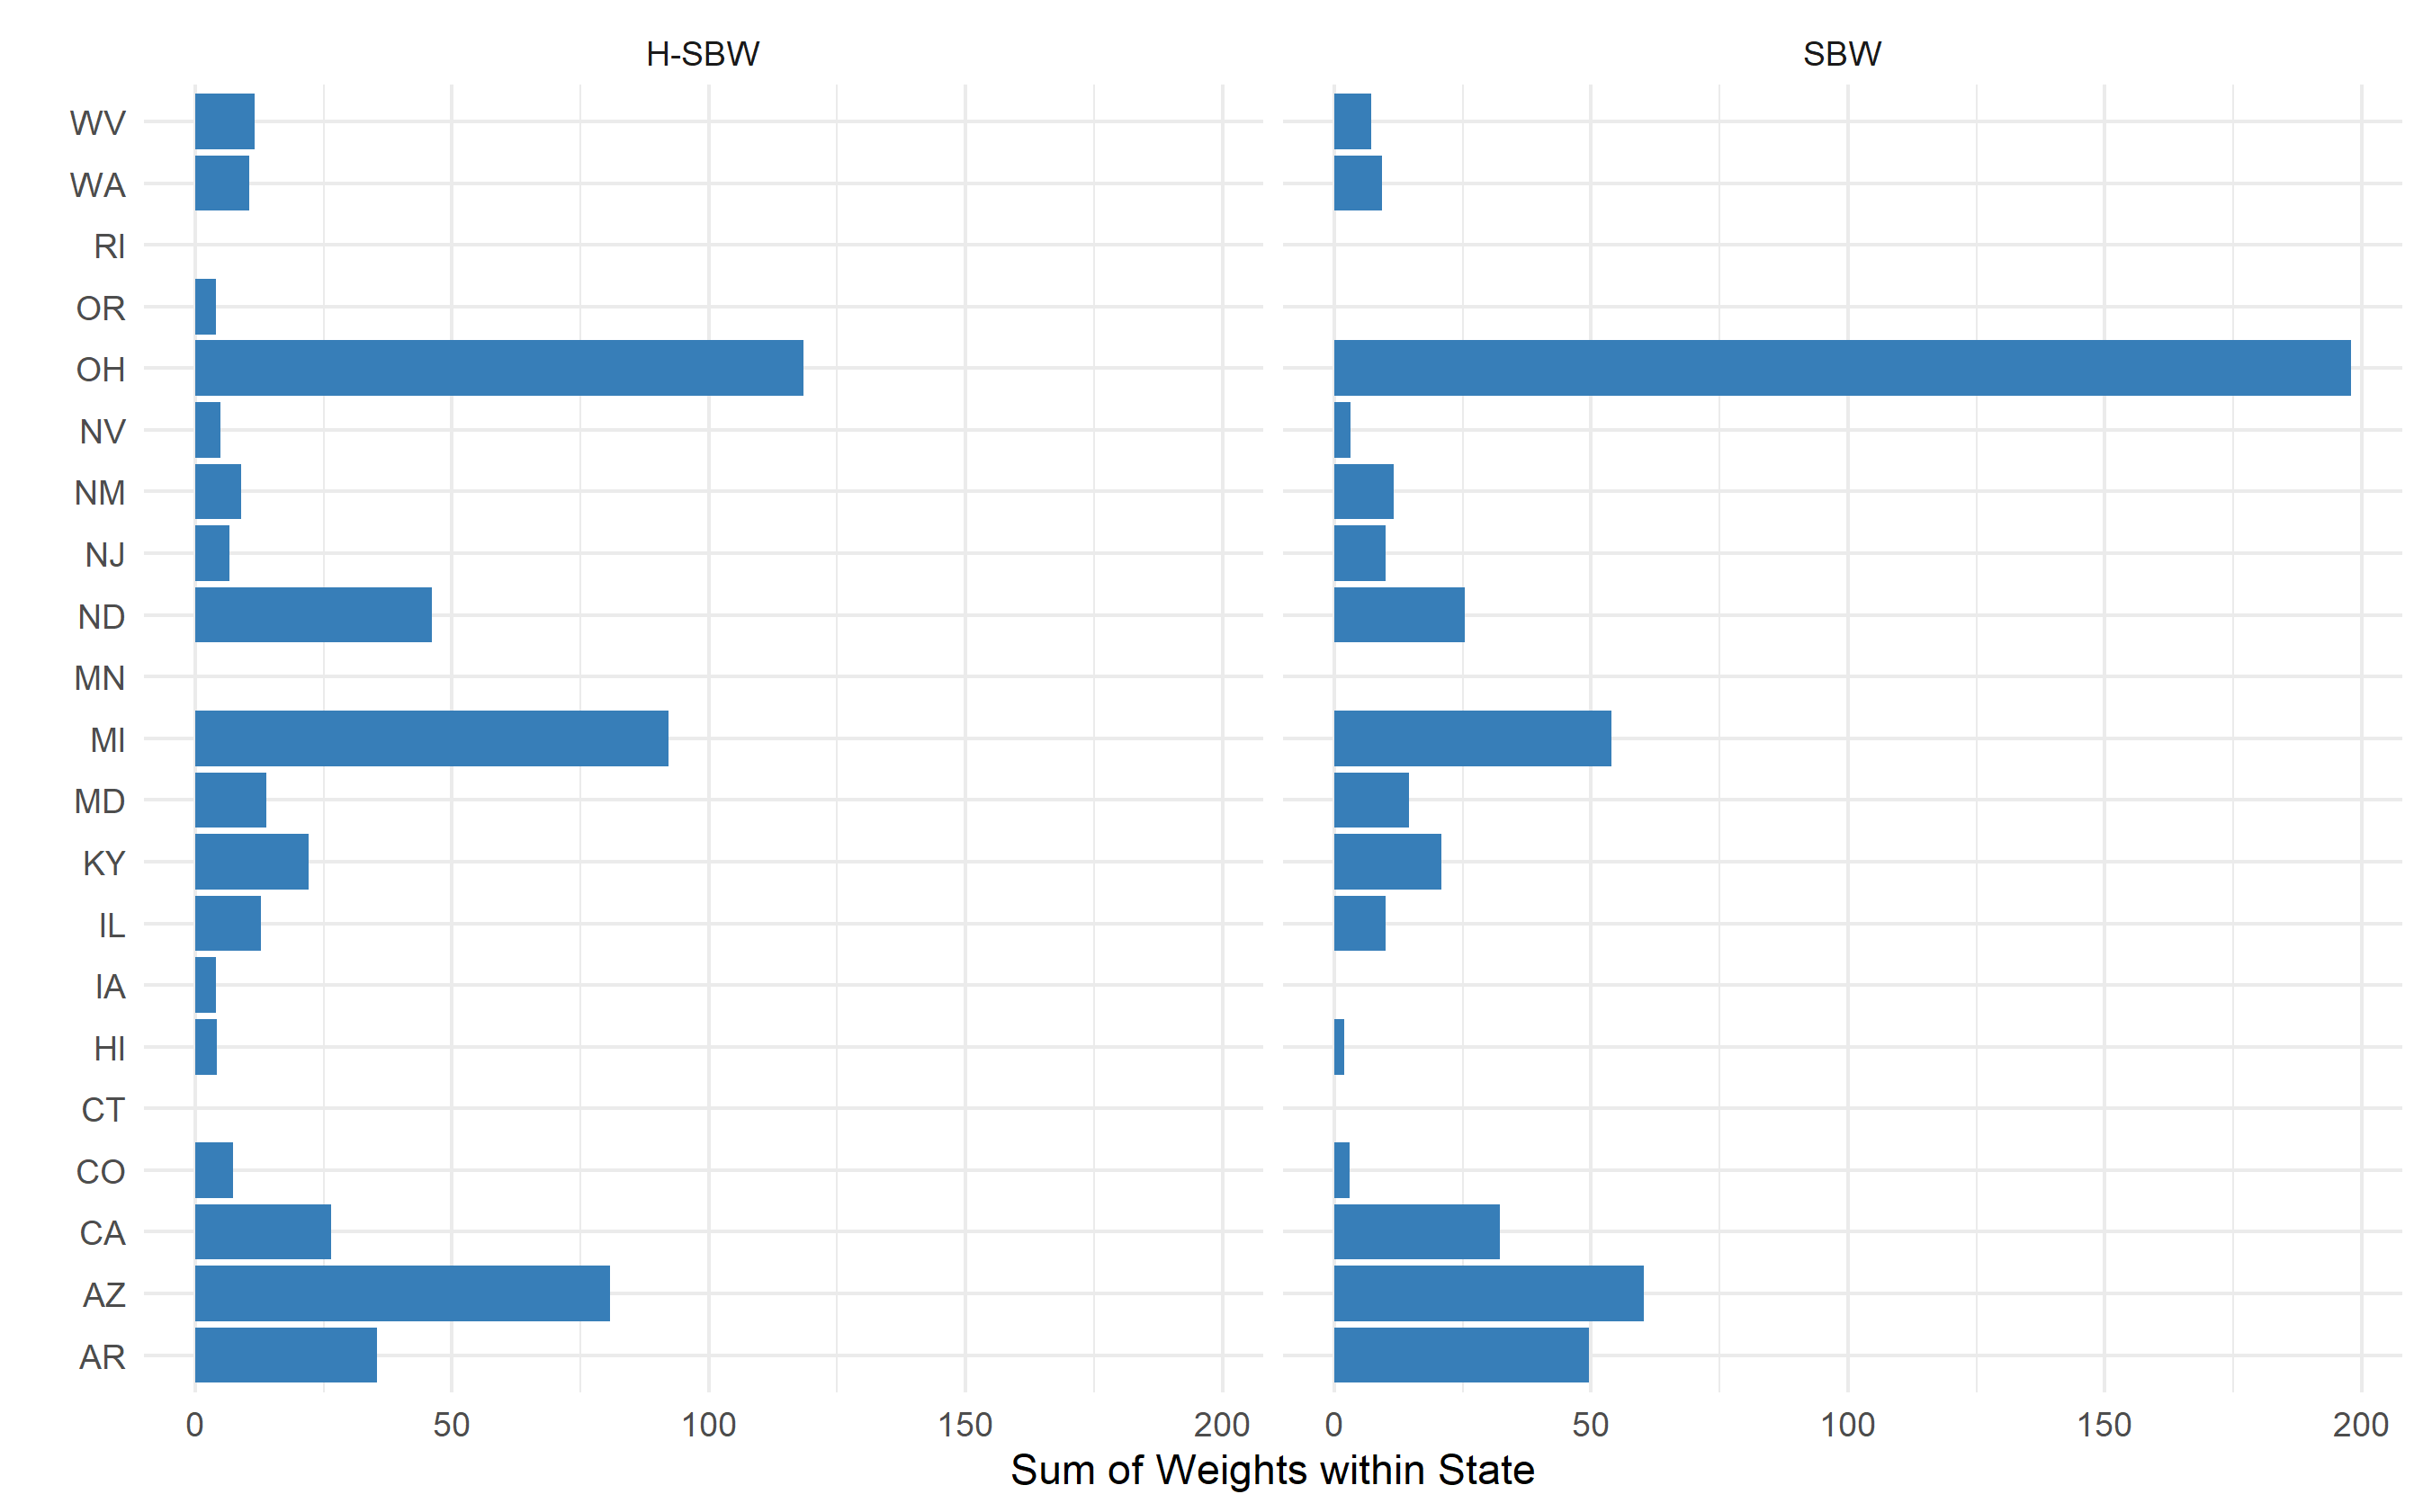 H-SBW SBW
WV
WA
RI
OR
OH
NV
NM
NJ
ND
MN
MI
MD
KY
IL
IA
HI
CT
CO
CA
AZ
AR
0 50 100 150 200 0 50 100 150 200
Sum of Weights within State